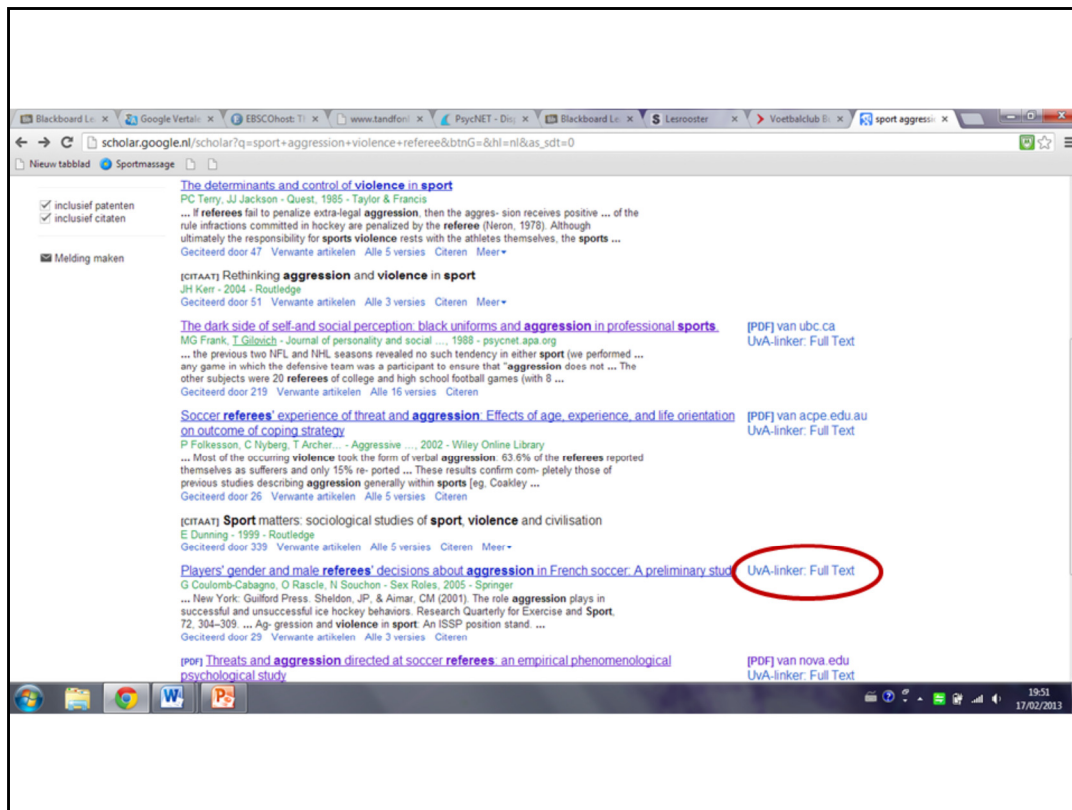 Blackboard Le
Google Vertale
EBSCOhost: T
www.tandfonl
PsycNET - Dis
Blackboard Le
Lesrooster
Voetbalclub B
sport aggressi
scholar.google.nl/scholar?q=sport+aggression+violence+referee&btnG=&hl=nl&as_sdt=0
Nieuw tabblad Sportmassage
inclusief patenten
inclusief citaten
Melding maken
The determinants and control of violence in sport
PC Terry, JJ Jackson - Quest, 1985 - Taylor & Francis
... If referees fail to penalize extra-legal aggression, then the aggres- sion receives positive ... of the
rule infractions committed in hockey are penalized by the referee (Neron, 1978). Although
ultimately the responsibility for sports violence rests with the athletes themselves, the sports ...
Geciteerd door 47 Verwante artikelen Alle 5 versies Citeren Meer
[CITAAT] Rethinking aggression and violence in sport
JH Kerr - 2004 - Routledge
Geciteerd door 51 Verwante artikelen Alle 3 versies Citeren Meer
The dark side of self-and social perception: black uniforms and aggression in professional sports. [PDF] van ubc.ca
MG Frank, T Gilovich - Journal of personality and social ..., 1988 - psycnet.apa.org UvA-linker: Full Text
... the previous two NFL and NHL seasons revealed no such tendency in either sport (we performed ...
any game in which the defensive team was a participant to ensure that "aggression does not ... The
other subjects were 20 referees of college and high school football games (with 8 ...
Geciteerd door 219 Verwante artikelen Alle 16 versies Citeren
Soccer referees' experience of threat and aggression: Effects of age, experience, and life orientation [PDF] van acpe.edu.au
on outcome of coping strategy UvA-linker: Full Text
P Folkesson, C Nyberg, T Archer... - Aggressive ..., 2002 - Wiley Online Library
... Most of the occurring violence took the form of verbal aggression. 63.6% of the referees reported
themselves as sufferers and only 15% re- ported ... These results confirm com- pletely those of
previous studies describing aggression generally within sports [eg, Coakley ...
Geciteerd door 26 Verwante artikelen Alle 5 versies Citeren
[CITAAT] Sport matters: sociological studies of sport, violence and civilisation
E Dunning - 1999 - Routledge
Geciteerd door 339 Verwante artikelen Alle 5 versies Citeren Meer
Players' gender and male referees' decisions about aggression in French soccer: A preliminary stud UvA-linker: Full Text
G Coulomb-Cabagno, O Rascle, N Souchon - Sex Roles, 2005 - Springer
... New York: Guilford Press. Sheldon, JP, & Aimar, CM (2001). The role aggression plays in
successful and unsuccessful ice hockey behaviors. Research Quarterly for Exercise and Sport,
72, 304–309. ... Ag- gression and violence in sport: An ISSP position stand. ...
Geciteerd door 29 Verwante artikelen Alle 3 versies Citeren
[PDF] Threats and aggression directed at soccer referees: an empirical phenomenological [PDF] van nova.edu
psychological study UvA-linker: Full Text
19:51
17/02/2013